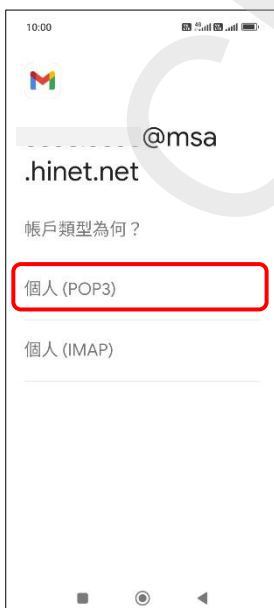 10:00
@msa
.hinet.net
帳戶類型為何？
個人 (POP3)
個人 (IMAP)